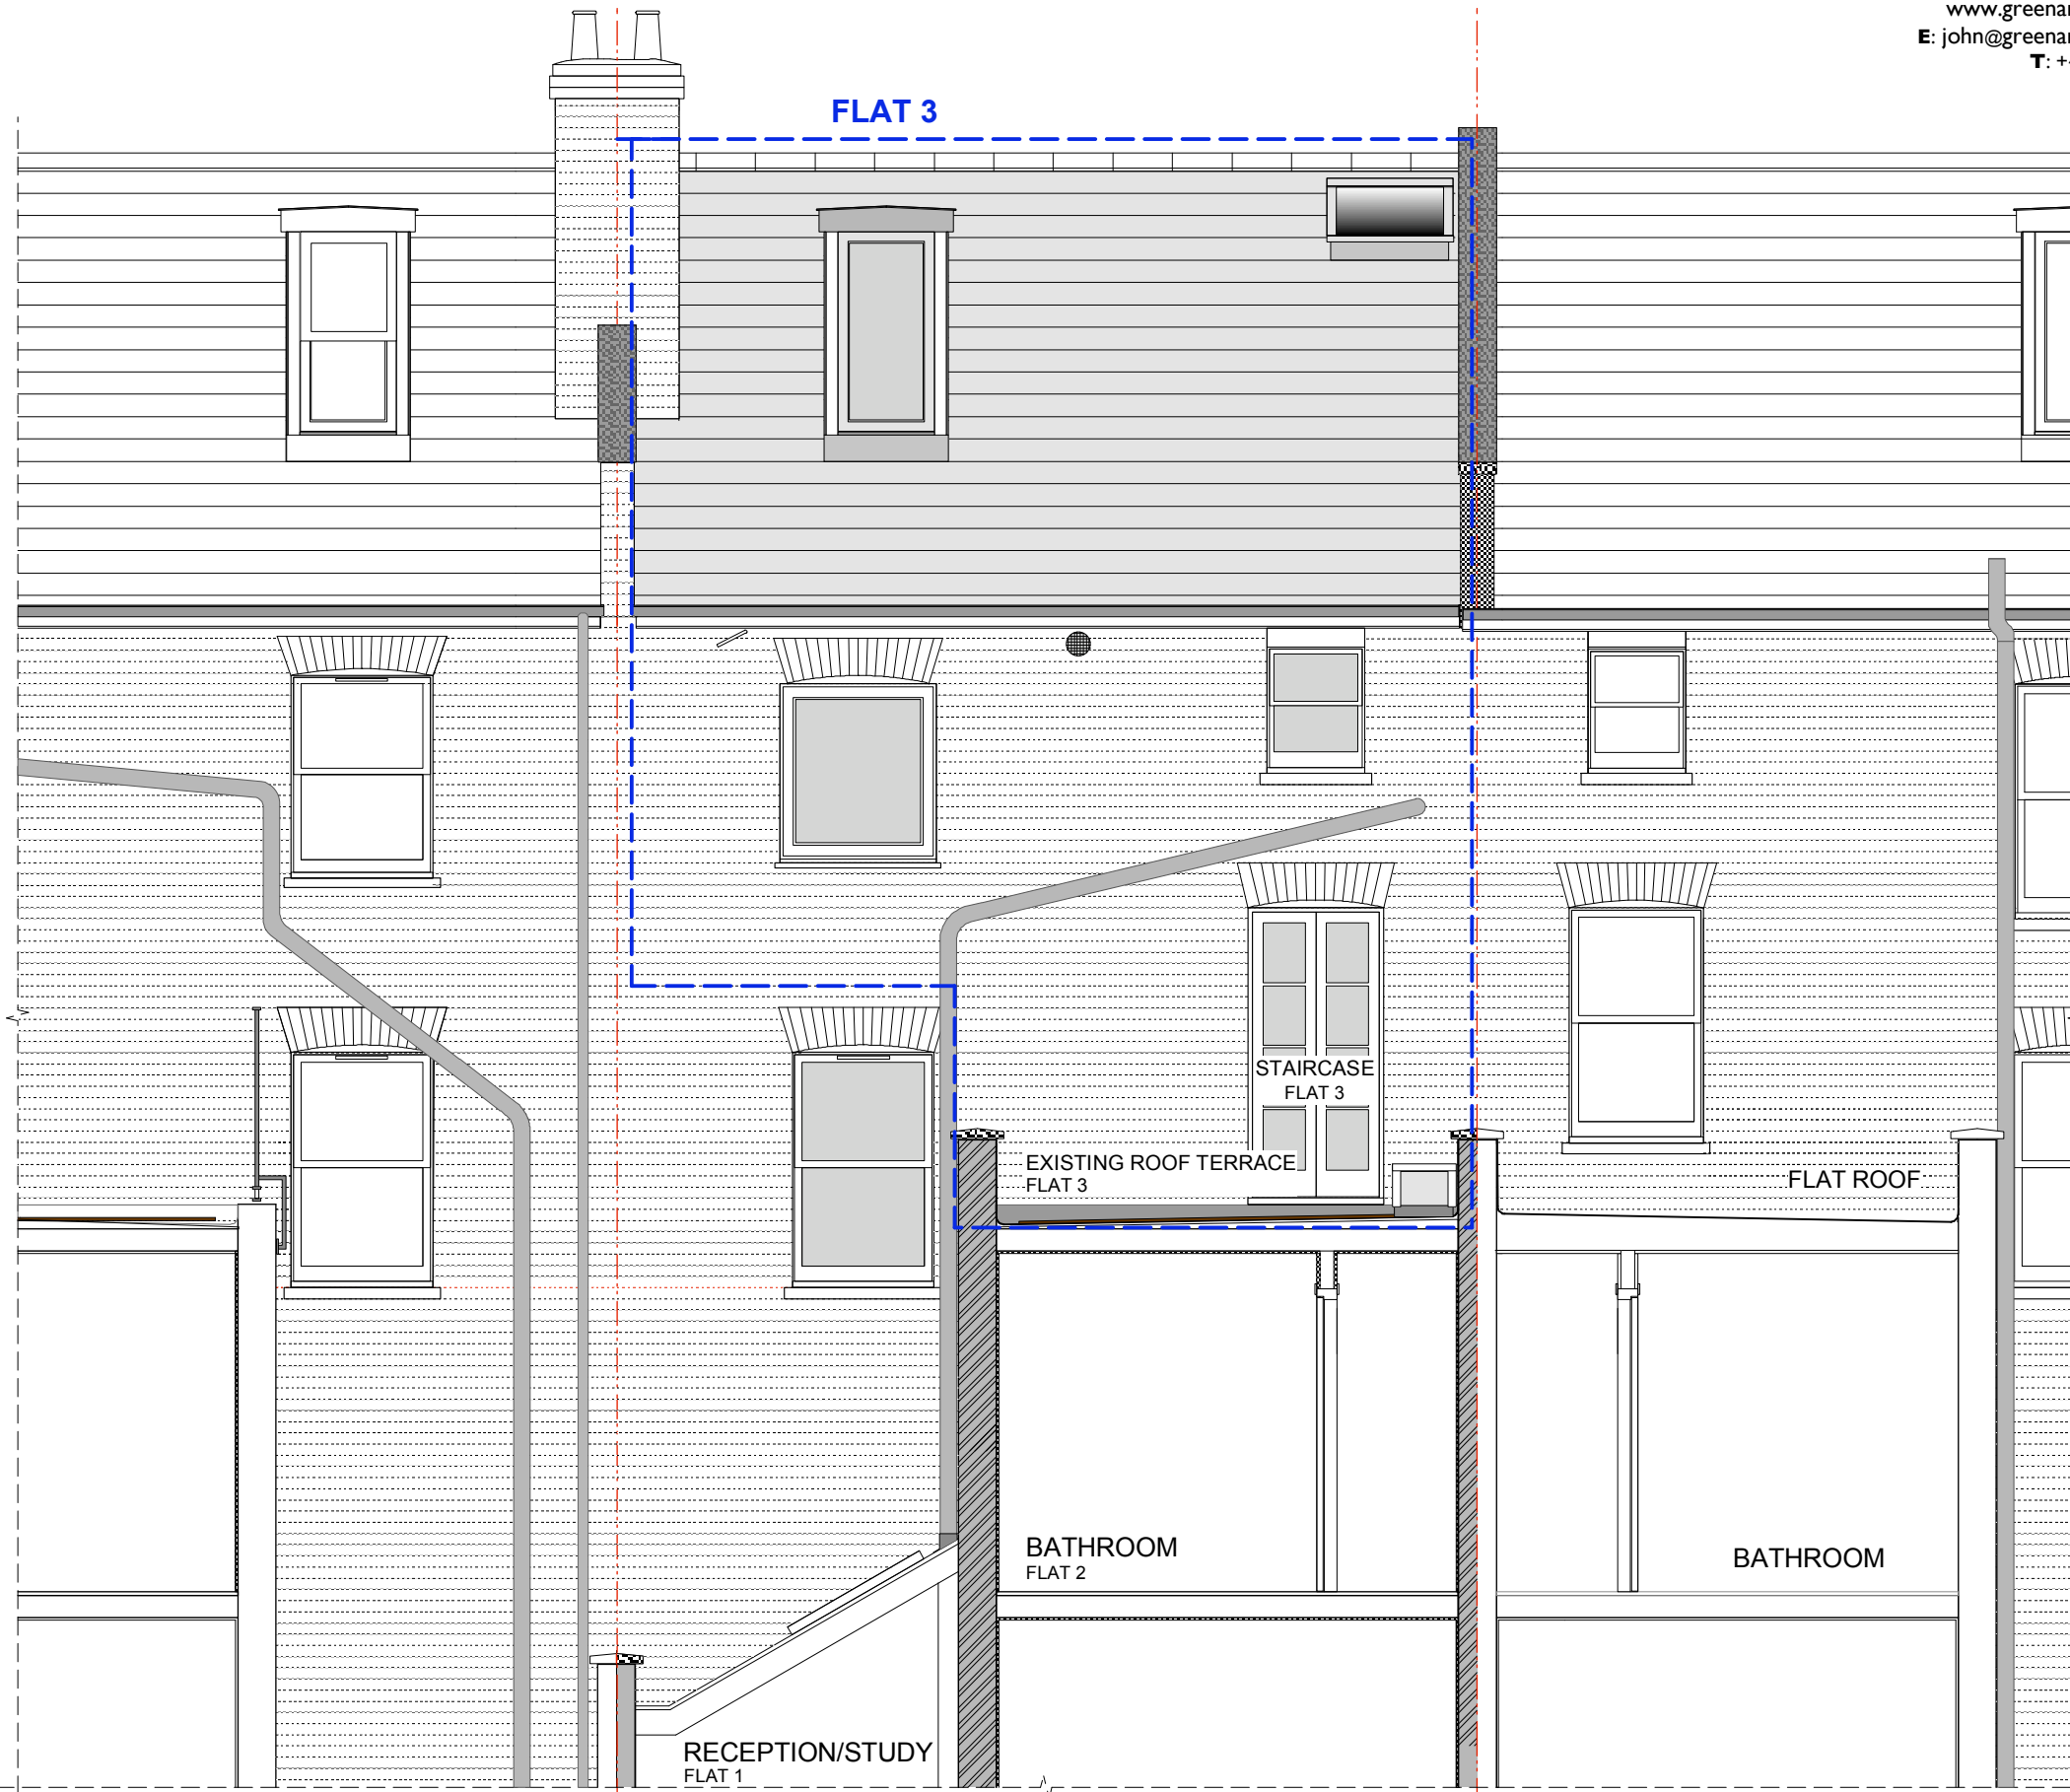 www.greenar
E: john@greenar
T: +
FLAT 3
STAIRCASE
FLAT 3
EXISTING ROOF TERRACE
FLAT 3
FLAT ROOF
BATHROOM
FLAT 2
BATHROOM
RECEPTION/STUDY
FLAT 1